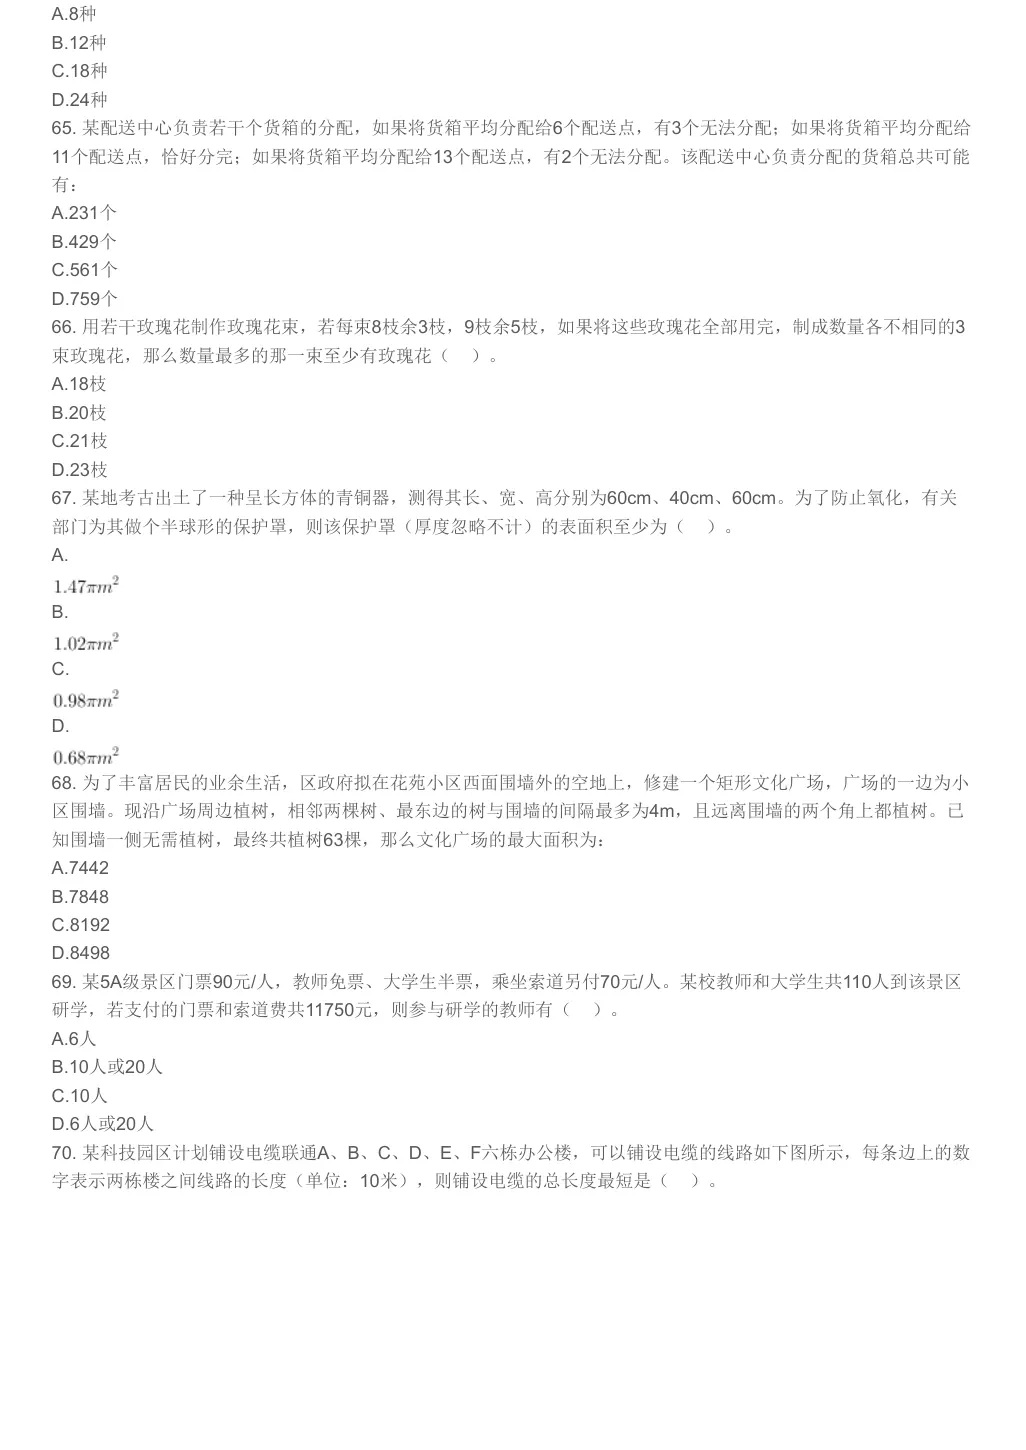 A.8种
B.12种
C.18种
D.24种
65. 某配送中心负责若干个货箱的分配，如果将货箱平均分配给6个配送点，有3个无法分配；如果将货箱平均分配给
11个配送点，恰好分完；如果将货箱平均分配给13个配送点，有2个无法分配。该配送中心负责分配的货箱总共可能
有：
A.231个
B.429个
C.561个
D.759个
66. 用若干玫瑰花制作玫瑰花束，若每束8枝余3枝，9枝余5枝，如果将这些玫瑰花全部用完，制成数量各不相同的3
束玫瑰花，那么数量最多的那一束至少有玫瑰花（ ）。
A.18枝
B.20枝
C.21枝
D.23枝
67. 某地考古出土了一种呈长方体的青铜器，测得其长、宽、高分别为60cm、40cm、60cm。为了防止氧化，有关
部门为其做个半球形的保护罩，则该保护罩（厚度忽略不计）的表面积至少为（ ）。
A.
1.47πm²
B.
1.02πm²
C.
0.98πm²
D.
0.68πm²
68. 为了丰富居民的业余生活，区政府拟在花苑小区西面围墙外的空地上，修建一个矩形文化广场，广场的一边为小
区围墙。现沿广场周边植树，相邻两棵树、最东边的树与围墙的间隔最多为4m，且远离围墙的两个角上都植树。已
知围墙一侧无需植树，最终共植树63棵，那么文化广场的最大面积为：
A.7442
B.7848
C.8192
D.8498
69. 某5A级景区门票90元/人，教师免票、大学生半票，乘坐索道另付70元/人。某校教师和大学生共110人到该景区
研学，若支付的门票和索道费共11750元，则参与研学的教师有（ ）。
A.6人
B.10人或20人
C.10人
D.6人或20人
70. 某科技园区计划铺设电缆联通A、B、C、D、E、F六栋办公楼，可以铺设电缆的线路如下图所示，每条边上的数
字表示两栋楼之间线路的长度（单位：10米），则铺设电缆的总长度最短是（ ）。